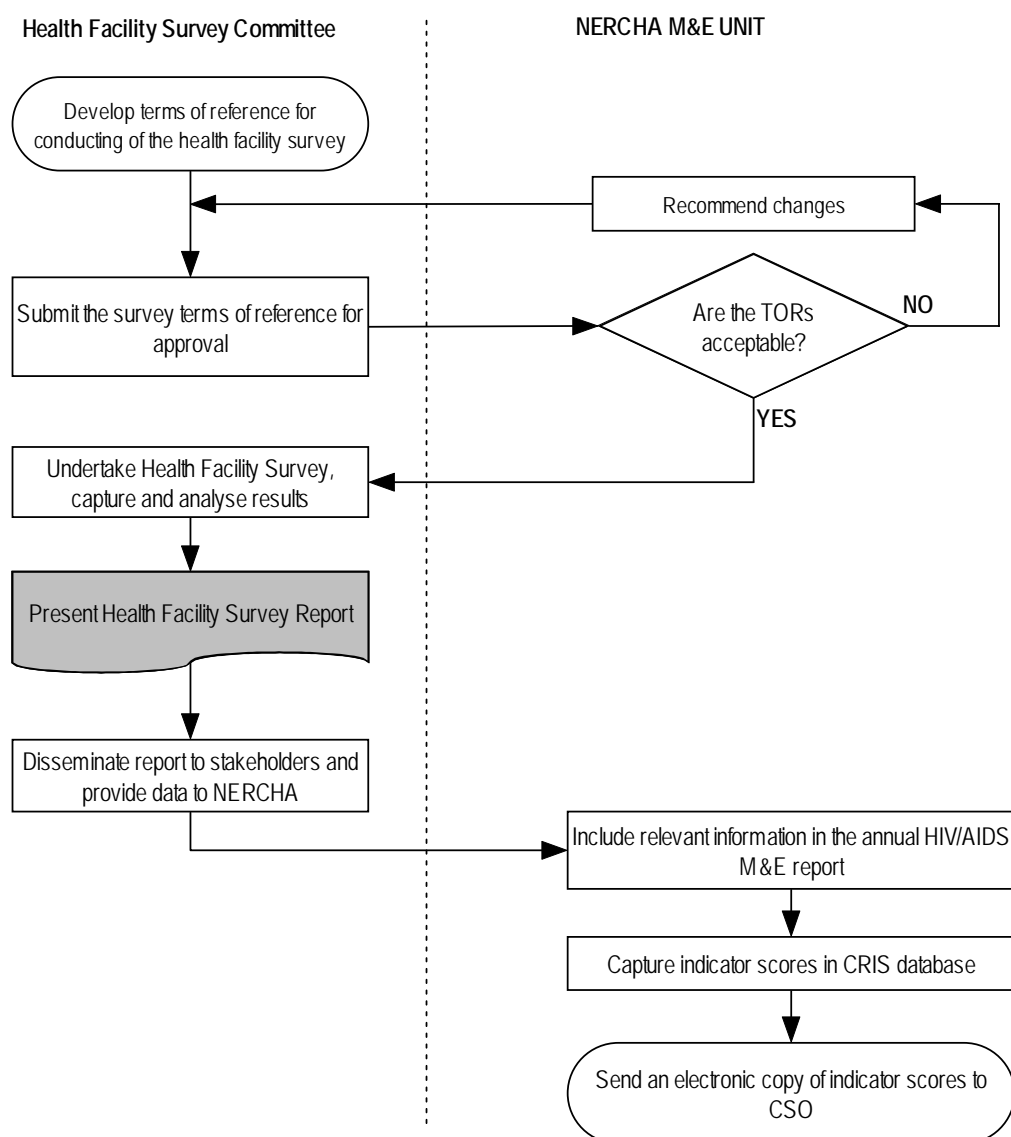 Health Facility Survey Committee
NERCHA M&E UNIT
Develop terms of reference for
conducting of the health facility survey
Recommend changes
Submit the survey terms of reference for
approval
Are the TORs
acceptable?
NO
YES
Undertake Health Facility Survey,
capture and analyse results
Present Health Facility Survey Report
Disseminate report to stakeholders and
provide data to NERCHA
Include relevant information in the annual HIV/AIDS
M&E report
Capture indicator scores in CRIS database
Send an electronic copy of indicator scores to
CSO